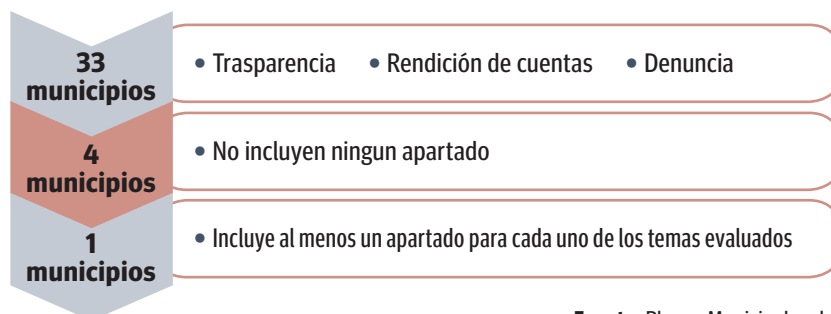 33
municipios
• Trasparencia • Rendición de cuentas • Denuncia
4
municipios
• No incluyen ningun apartado
1
municipios
• Incluye al menos un apartado para cada uno de los temas evaluados